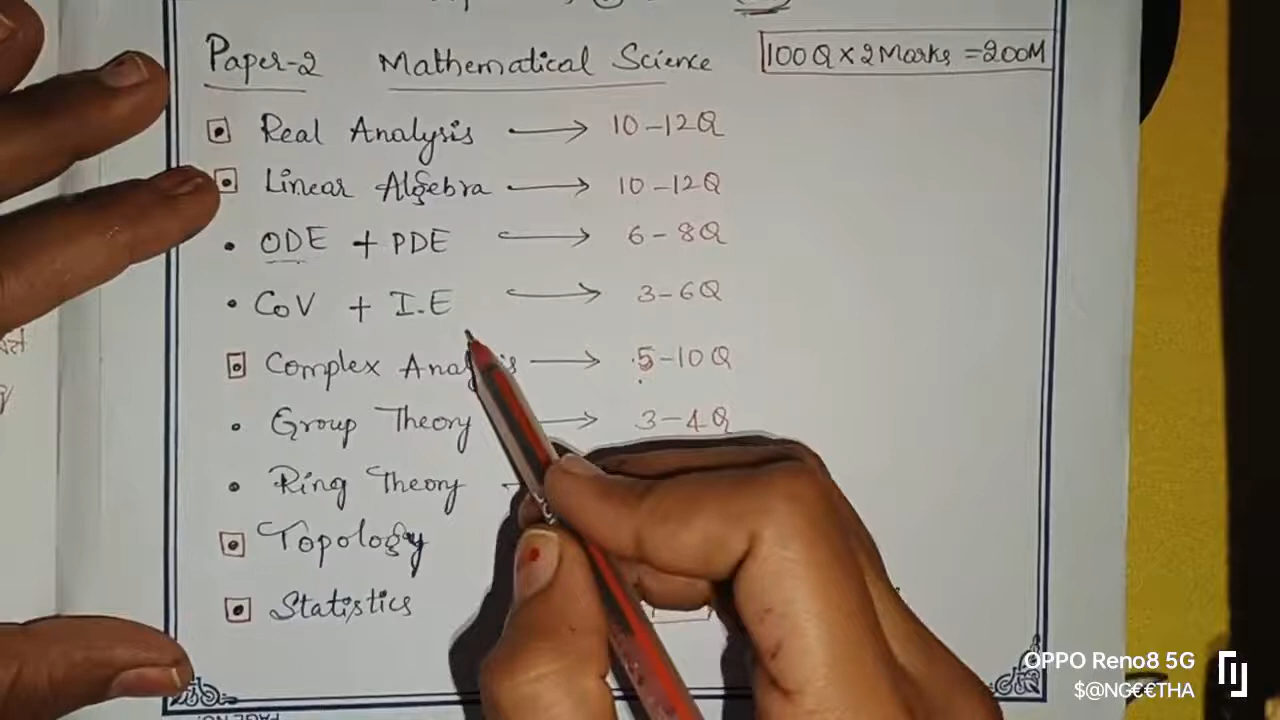 Paper-2 Mathematical Science 100Q×2Marks =200M
Real Analysis → 10-12Q
Linear Algebra → 10-12Q
ODE + PDE → 6-8Q
CoV + I.E → 3-6Q
Complex Analysis → 5-10Q
Group Theory → 3-4Q
Ring Theory
Topology
Statistics
OPPO Reno8 5G
$@NG€€THA